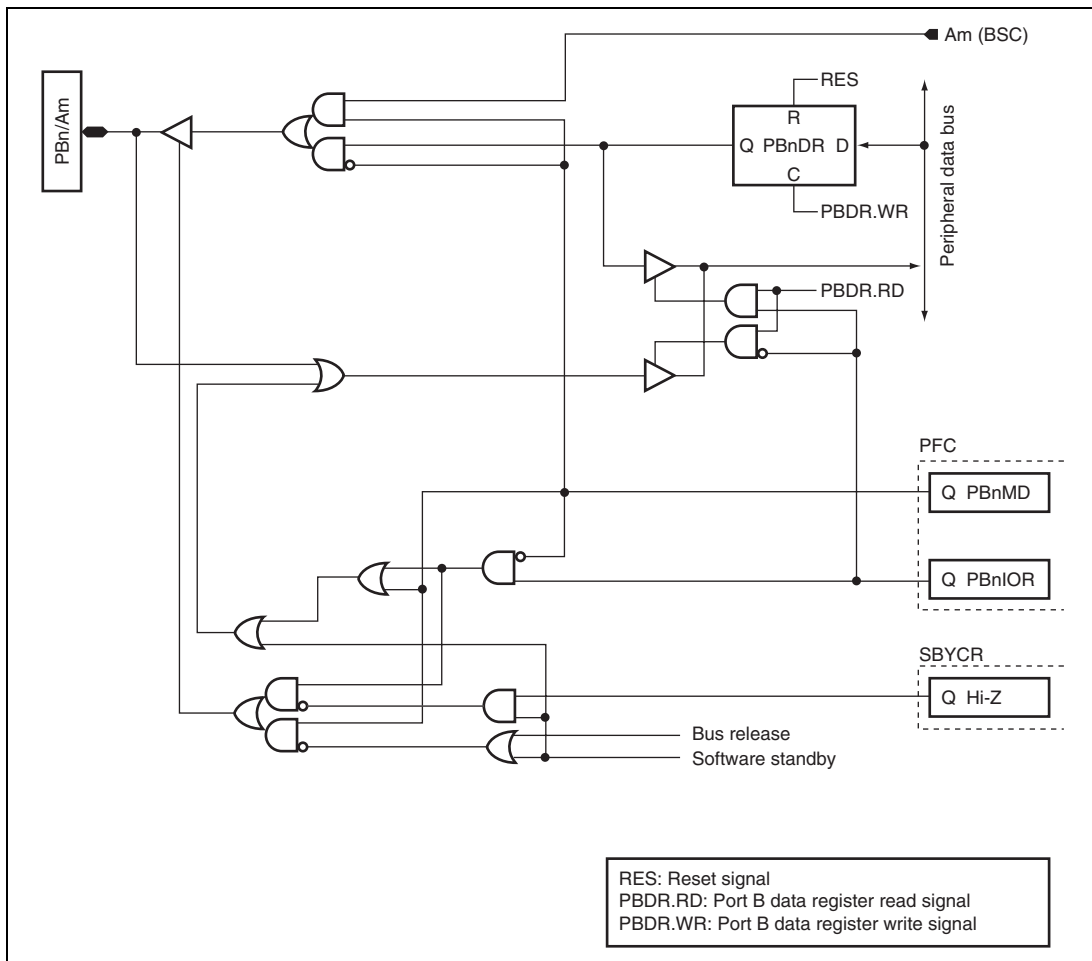 Am (BSC)
PBn/Am
RES
R
Q PBnDR D
C
PBDR.WR
Peripheral data bus
PBDR.RD
PFC
Q PBnMD
Q PBnIOR
SBYCR
Q Hi-Z
Bus release
Software standby
RES: Reset signal
PBDR.RD: Port B data register read signal
PBDR.WR: Port B data register write signal